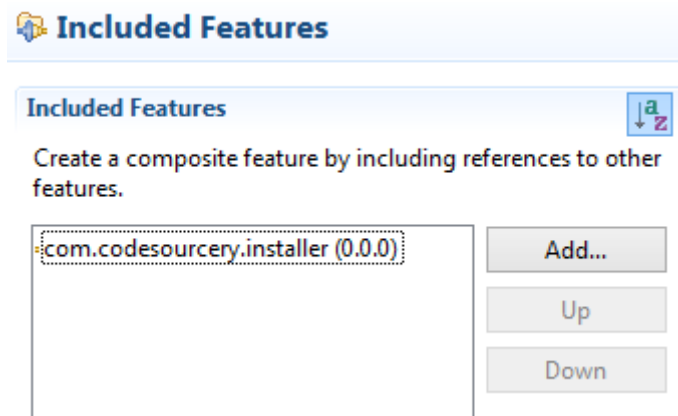 Included Features
Included Features
a
z
Create a composite feature by including references to other
features.
com.codesourcery.installer (0.0.0)
Add...
Up
Down